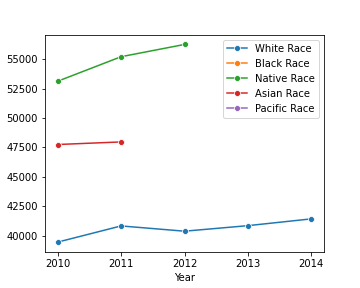 White Race
Black Race
Native Race
Asian Race
Pacific Race
55000
52500
50000
47500
45000
42500
40000
2010 2011 2012 2013 2014
Year